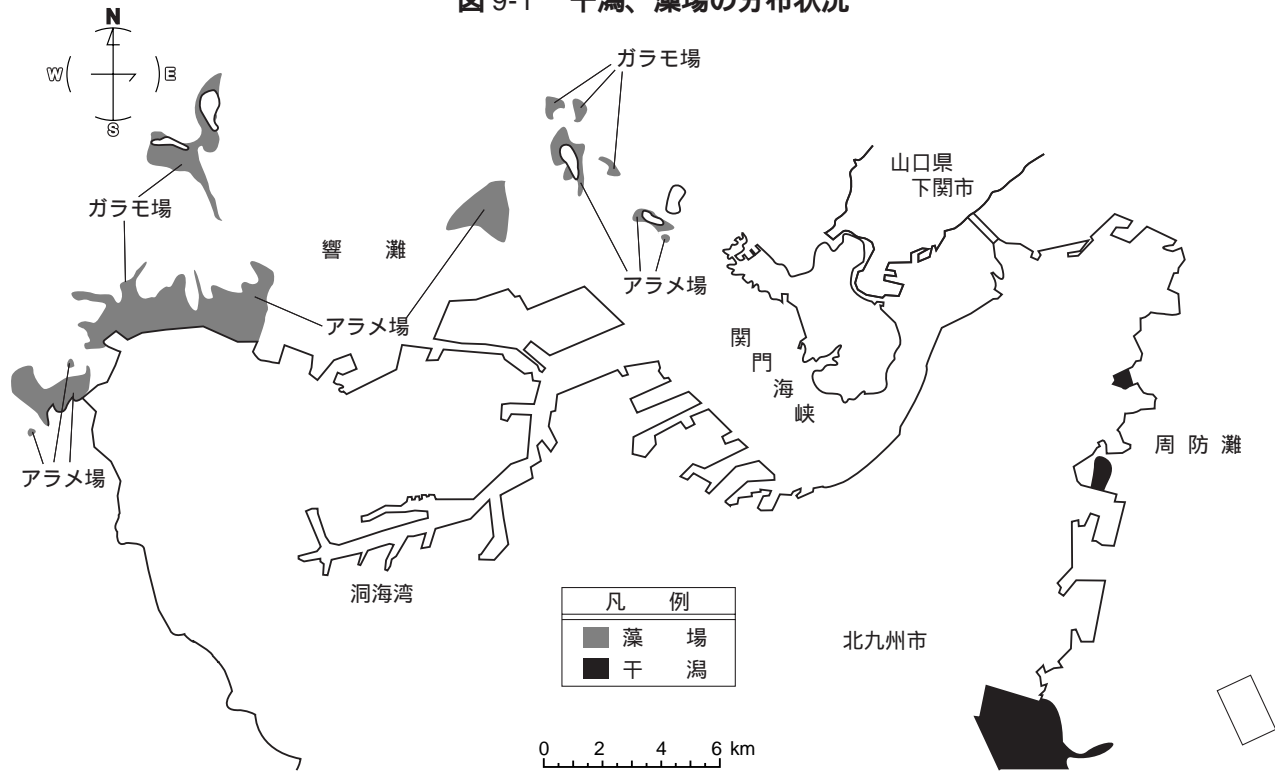 図 9-1 干潟、藻場の分布状況
N
W
E
S
ガラモ場
ガラモ場
山口県
下関市
響 灘
アラメ場
アラメ場
関
門
海
峡
アラメ場
周 防 灘
洞海湾
凡 例
藻 場
干 潟
北九州市
0 2 4 6 km